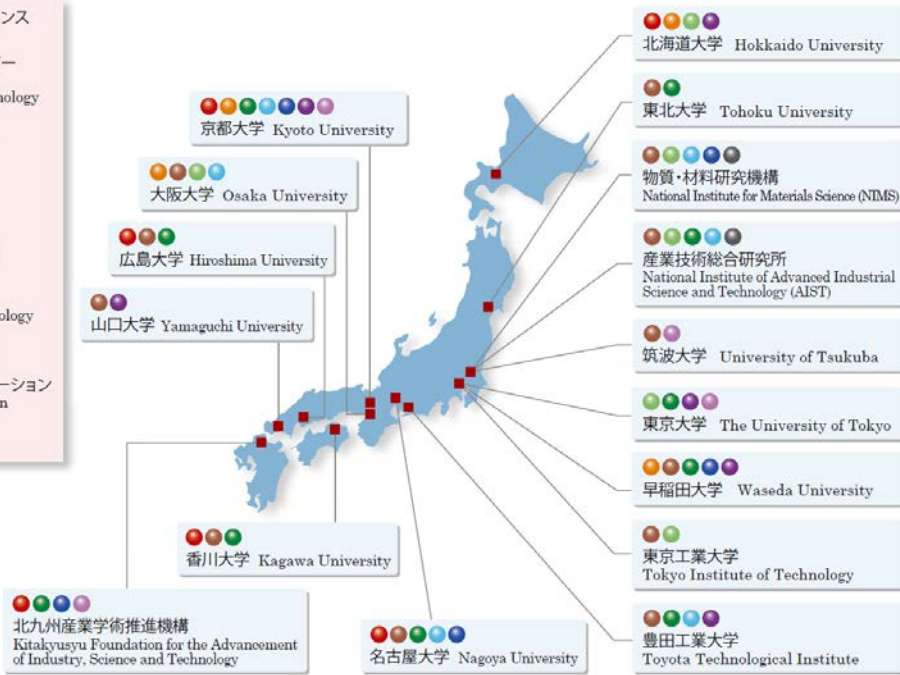 ンス
ー
nology
ology
ーション
n
京都大学 Kyoto University
大阪大学 Osaka University
広島大学 Hiroshima University
山口大学 Yamaguchi University
北海道大学 Hokkaido University
東北大学 Tohoku University
物質・材料研究機構
National Institute for Materials Science (NIMS)
産業技術総合研究所
National Institute of Advanced Industrial
Science and Technology (AIST)
筑波大学 University of Tsukuba
東京大学 The University of Tokyo
早稲田大学 Waseda University
東京工業大学
Tokyo Institute of Technology
豊田工業大学
Toyota Technological Institute
香川大学 Kagawa University
北九州産業学術推進機構
Kitakyusyu Foundation for the Advancement
of Industry, Science and Technology
名古屋大学 Nagoya University